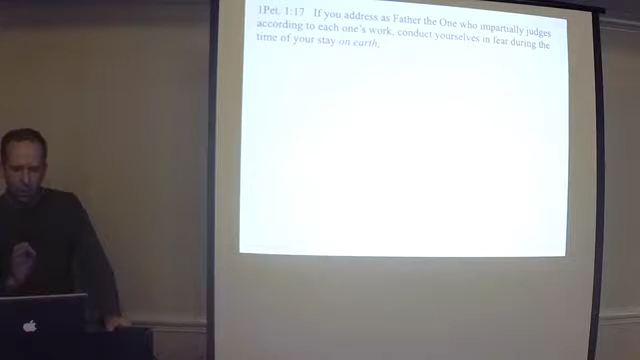 1Pet. 1:17 If you address as Father the One who impartially judges
according to each one's work, conduct yourselves in fear during the
time of your stay on earth;